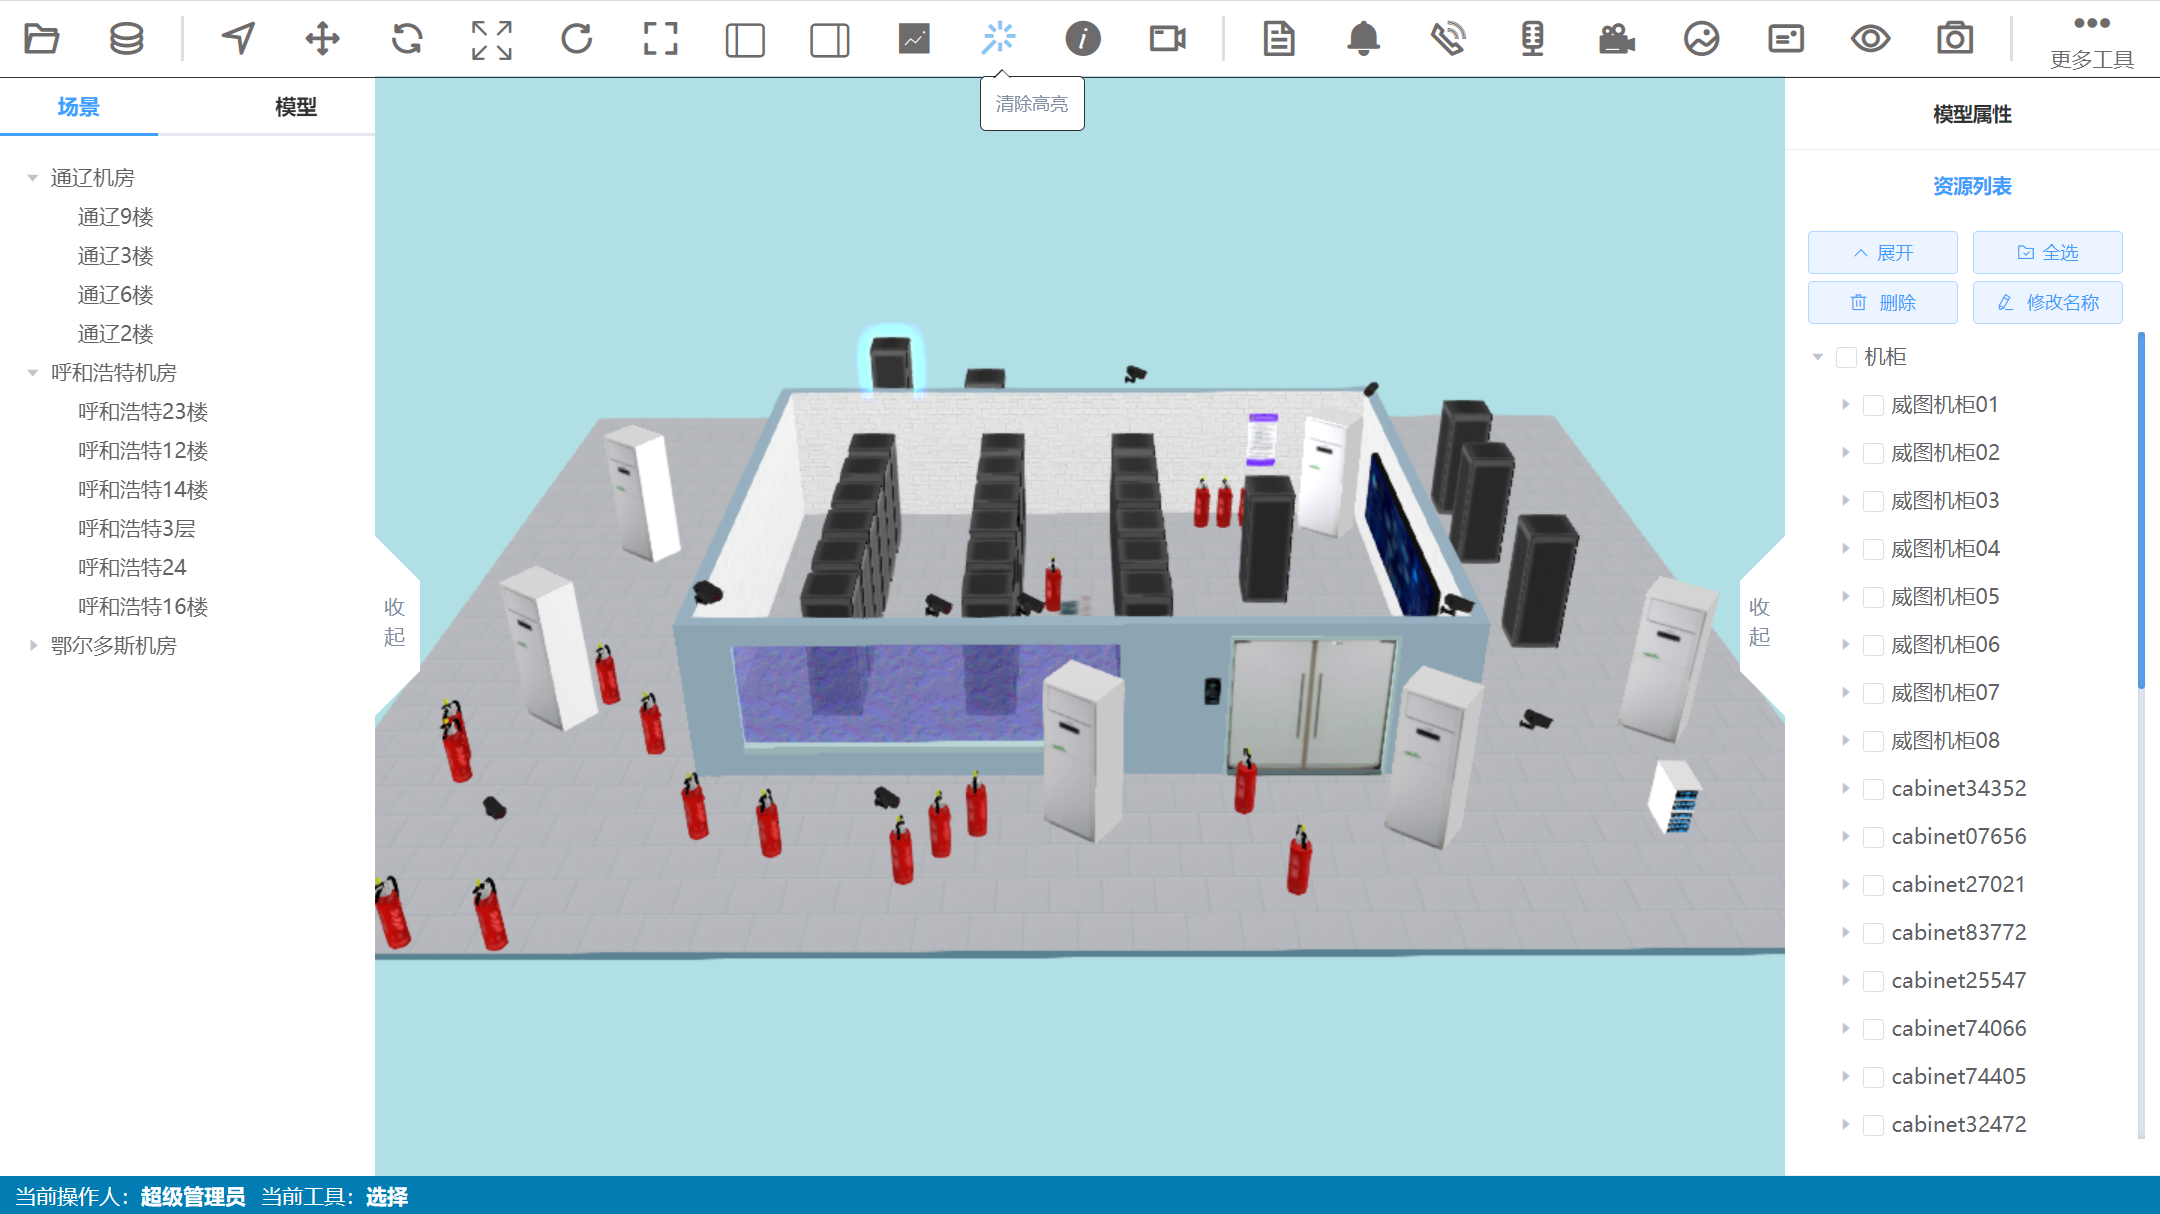 更多工具
清除高亮
场景
模型
通辽机房
通辽9楼
通辽3楼
通辽6楼
通辽2楼
呼和浩特机房
呼和浩特23楼
呼和浩特12楼
呼和浩特14楼
呼和浩特3层
呼和浩特24
呼和浩特16楼
鄂尔多斯机房
收起
收起
模型属性
资源列表
展开
全选
删除
修改名称
机柜
威图机柜01
威图机柜02
威图机柜03
威图机柜04
威图机柜05
威图机柜06
威图机柜07
威图机柜08
cabinet34352
cabinet07656
cabinet27021
cabinet83772
cabinet25547
cabinet74066
cabinet74405
cabinet32472
当前操作人：超级管理员 当前工具：选择